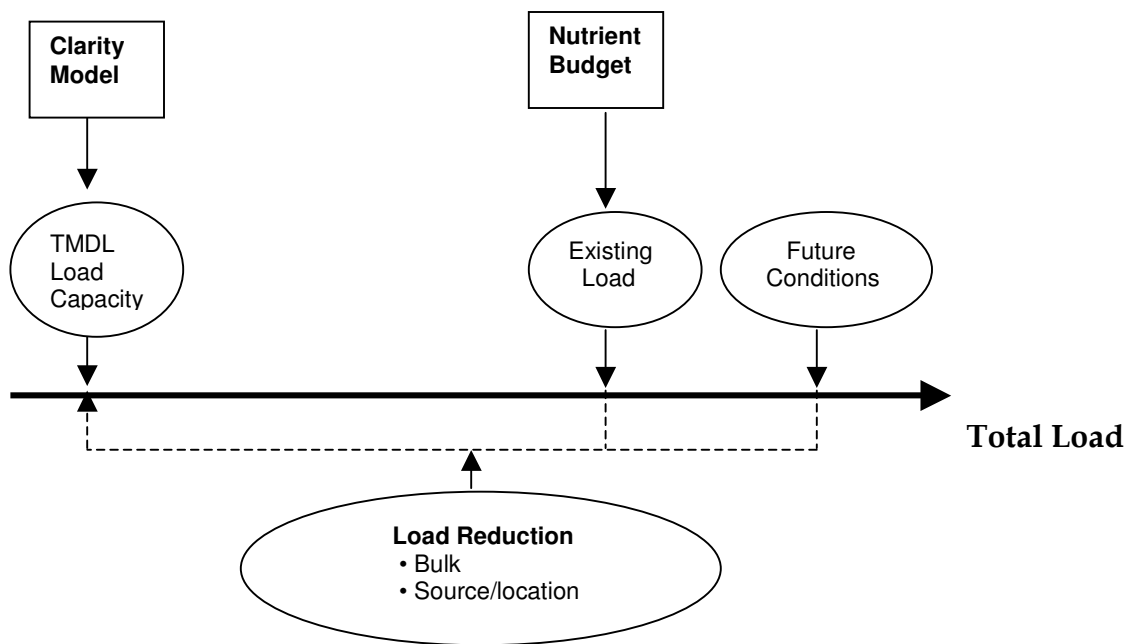 Clarity
Model
Nutrient
Budget
TMDL
Load
Capacity
Existing
Load
Future
Conditions
Total Load
Load Reduction
• Bulk
• Source/location